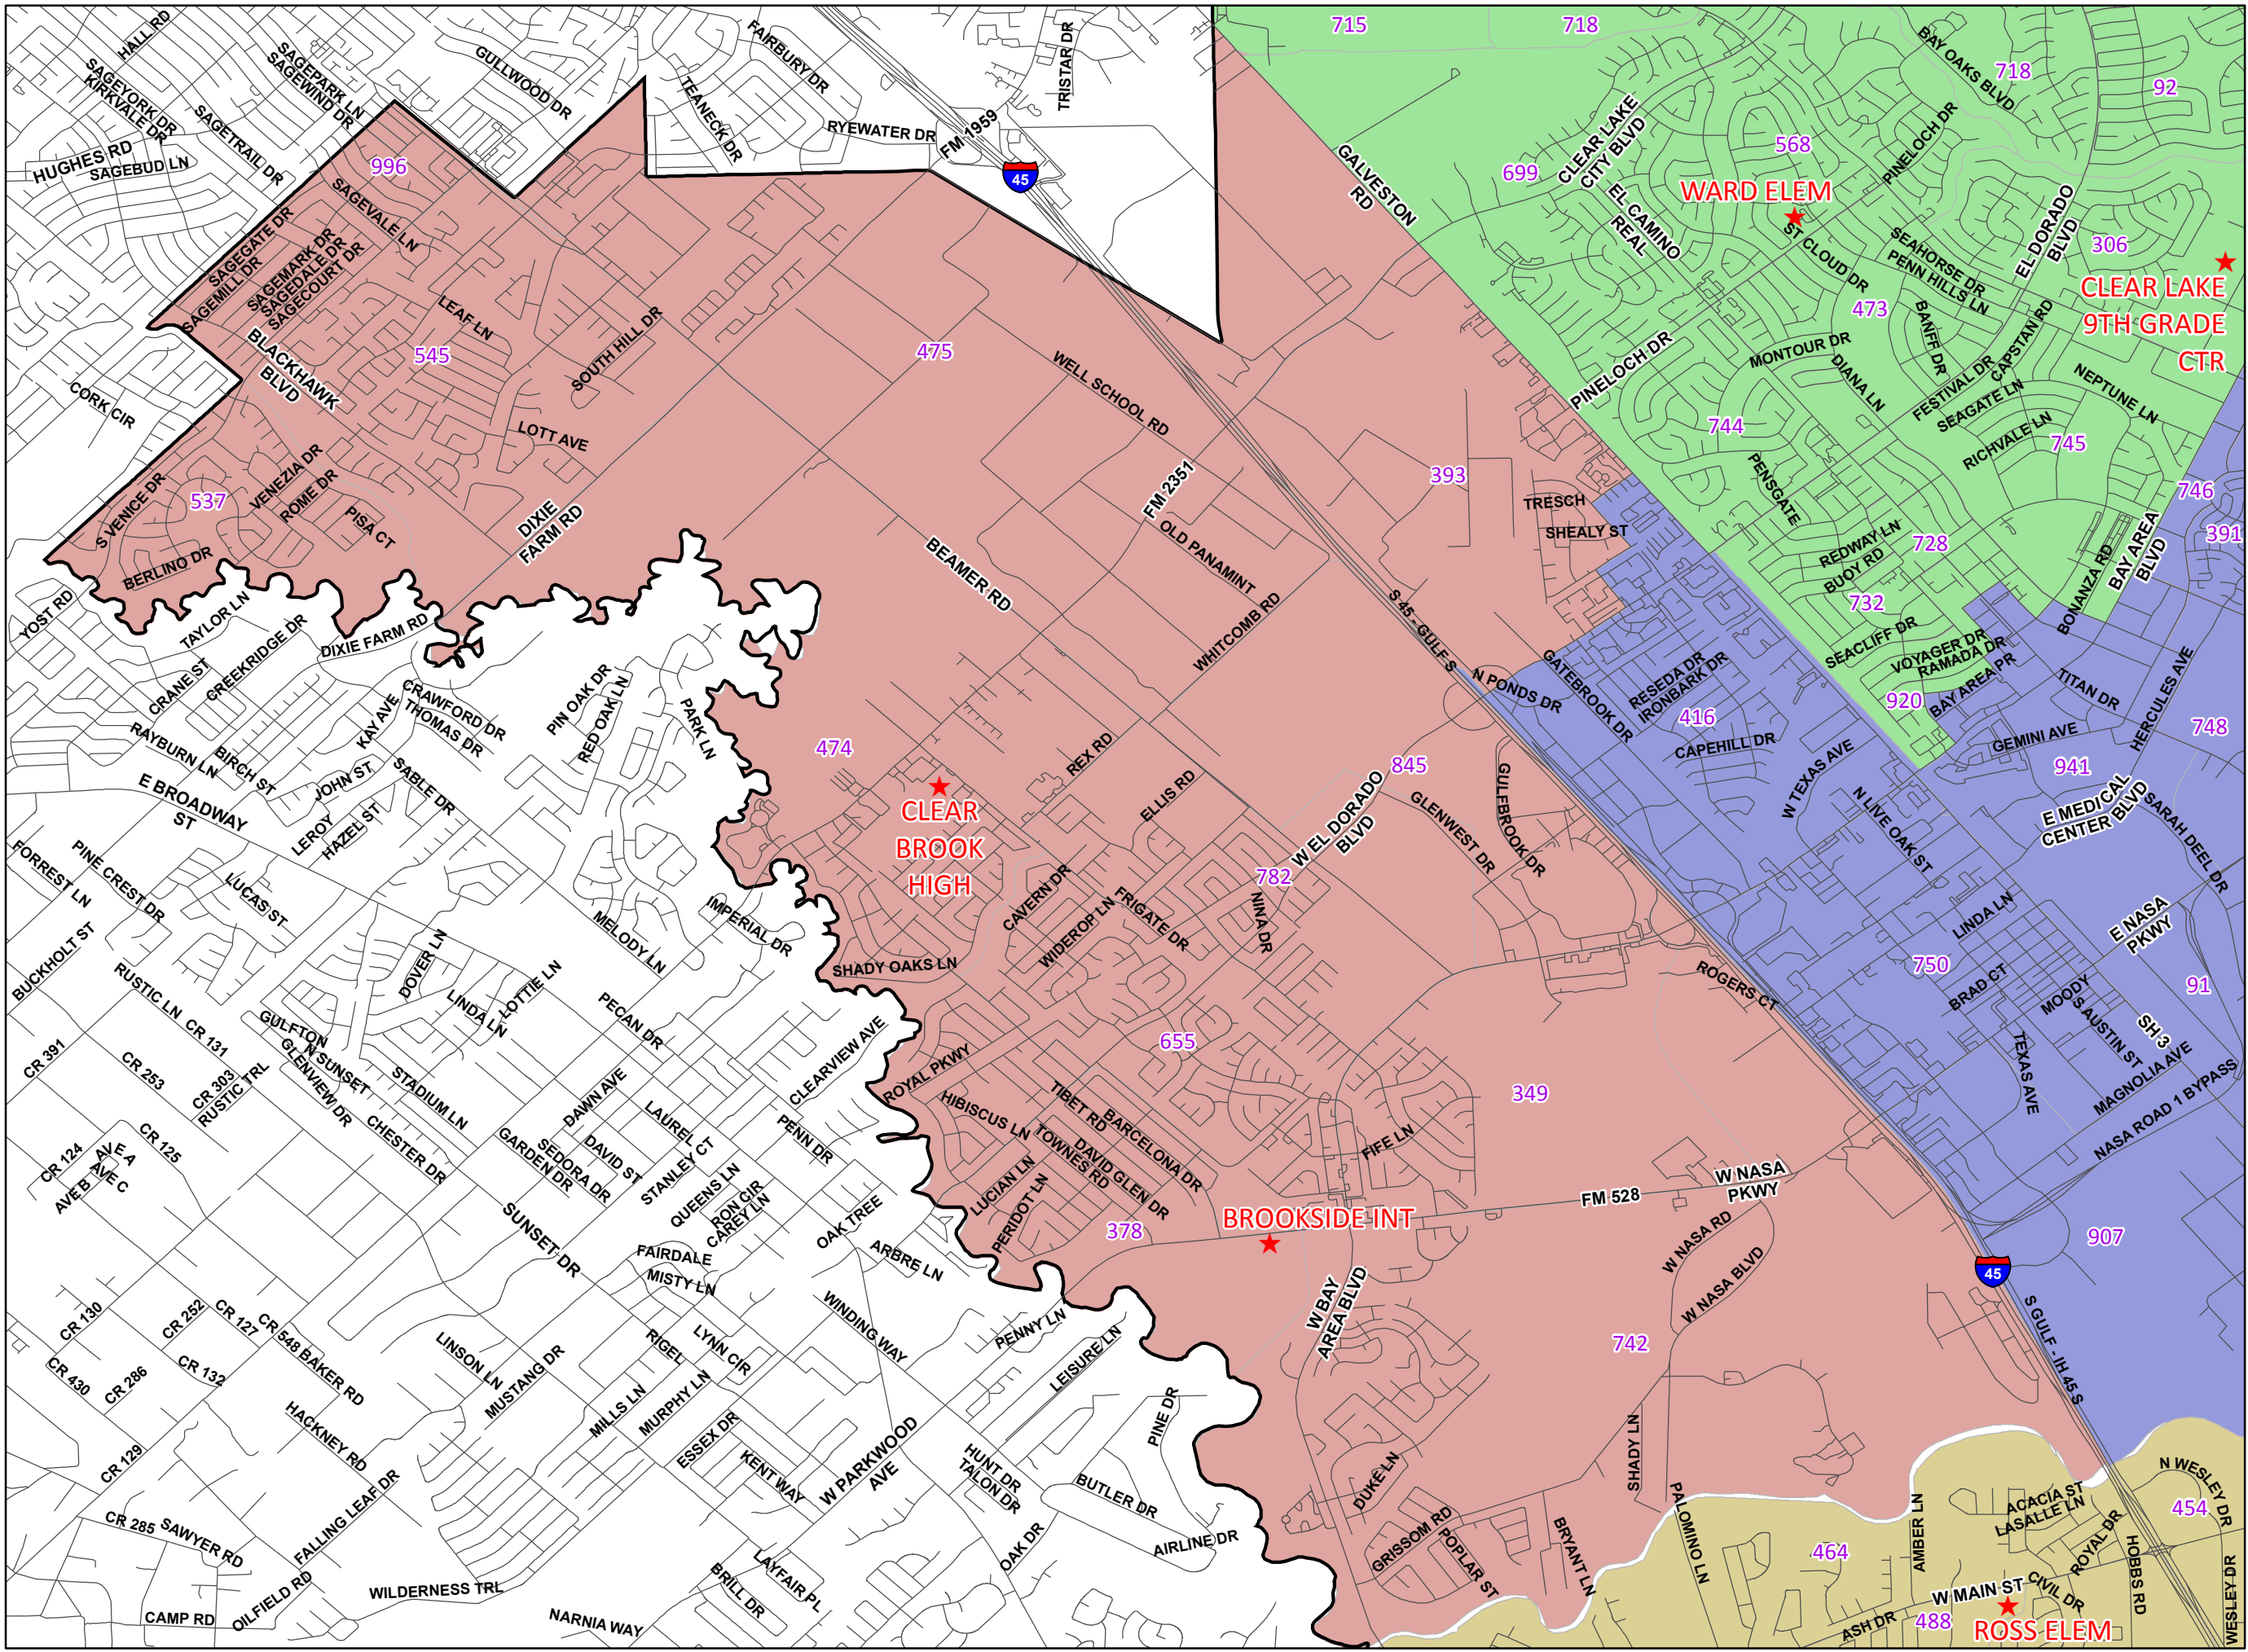 HALL RD
SAGEPARK LN
SAGEWIND DR
SAGEYORK DR
KIRKVALE DR
SAGETRAIL DR
HUGHES RD
SAGEBUD LN
GULLWOOD DR
FAIRBURY DR
TEANECK DR
RYEWATER DR
FM 1959
TRISTAR DR
45
715
718
BAY OAKS BLVD
718
92
996
SAGEVALE LN
SAGEGATE DR
SAGEMILL DR
SAGEMARK DR
SAGEDALE DR
SAGECOURT DR
GALVESTON
RD
699
CLEAR LAKE
CITY BLVD
EL CAMINO
REAL
568
PINELOCH DR
WARD ELEM
ST CLOUD DR
SEAHORSE DR
PENN HILLS LN
EL DORADO
BLVD
306
CLEAR LAKE
9TH GRADE
CTR
473
BANFF DR
CAPSTAN RD
BLACKHAWK
BLVD
545
LEAF LN
SOUTH HILL DR
475
WELL SCHOOL RD
PINELOCH DR
MONTOUR DR
DIANA LN
FESTIVAL DR
SEAGATE LN
NEPTUNE LN
RICHVALE LN
745
744
CORK CIR
LOTT AVE
537
S VENICE DR
VENEZIA DR
ROME DR
PISA CT
BERLINO DR
DIXIE
FARM RD
FM 2351
OLD PANAMINT
393
TRESCH
SHEALY ST
PENSGATE
REDWAY LN
BUOY RD
728
732
746
391
BAY AREA
BLVD
BONANZA RD
BEAMER RD
WHITCOMB RD
S 45 - GULF S
N PONDS DR
GATEBROOK DR
RESEDA DR
IRONBARK DR
416
CAPEHILL DR
W TEXAS AVE
SEACLIFF DR
VOYAGER DR
RAMADA DR
BAY AREA PR
920
TITAN DR
HERCULES AVE
GEMINI AVE
748
941
E MEDICAL
CENTER BLVD
SARAH DEEL DR
YOST RD
TAYLOR LN
CREEKRIDGE DR
CRANE ST
DIXIE FARM RD
KAY AVE
CRAWFORD DR
THOMAS DR
PIN OAK DR
RED OAK LN
PARK LN
RAYBURN LN
BIRCH ST
JOHN ST
SABLE DR
E BROADWAY
ST
LEROY
HAZEL ST
474
CLEAR
BROOK
HIGH
REX RD
ELLIS RD
845
W EL DORADO
BLVD
GLENWEST DR
GUILEBROOK DR
782
NINA DR
CAVERN DR
WIDEROP LN
FRIGATE DR
N LIVE OAK ST
LINDA LN
E NASA
PKWY
FORREST LN
PINE CREST DR
LUCAS ST
BUCKHOLT ST
DOVER LN
MELODY LN
IMPERIAL DR
SHADY OAKS LN
ROGERS CT
750
BRAD CT
MOODY
S AUSTIN ST
SH 3
91
RUSTIC LN
CR 131
LINDA LN
LOTTIE LN
PECAN DR
GULFTON
N SUNSET
GLENVIEW DR
CR 391
CR 253
CR 303
RUSTIC TRL
STADIUM LN
CLEARVIEW AVE
ROYAL PKWY
655
TIBET RD
BARCELONA DR
HIBISCUS LN
TOWNES RD
DAVID GLEN DR
349
FIFE LN
TEXAS AVE
MAGNOLIA AVE
NASA ROAD 1 BYPASS
CR 124
AVE A
AVE B
AVE C
CR 125
CHESTER DR
DAWN AVE
LAUREL CT
PENN DR
GARDEN DR
SEDORA DR
DAVID ST
STANLEY CT
QUEENS LN
RON CIR
CAREY LN
OAK TREE
ARBRE LN
LUCIAN LN
PERIDOT LN
378
BROOKSIDE INT
FM 528
W NASA
PKWY
W NASA RD
W NASA BLVD
907
45
SUNSET DR
FAIRDALE
MISTY LN
W BAY
AREA BLVD
742
S GULF - IH 45 S
CR 130
CR 252
CR 127
CR 548 BAKER RD
CR 430
CR 286
CR 132
LINSON LN
MUSTANG DR
RIGEL
LYNN CIR
WINDING WAY
PENNY LN
LEISURE LN
MILLS LN
MURPHY LN
ESSEX DR
KENT WAY
HACKNEY RD
CR 129
W PARKWOOD
AVE
PINE DR
HUNT DR
TALON DR
BUTLER DR
AIRLINE DR
OAK DR
DUKE LN
GRISSOM RD
POPLAR ST
BRYANT LN
SHADY LN
PALOMINO LN
AMBER LN
ACACIA ST
LASALLE LN
ROYAL DR
N WESLEY DR
454
464
HOBBS RD
WESLEY DR
CR 285
SAWYER RD
FALLING LEAF DR
OILFIELD RD
CAMP RD
WILDERNESS TRL
NARNIA WAY
BRILL DR
LAYFAIR PL
W MAIN ST
CIVIL DR
ASH DR
488
ROSS ELEM